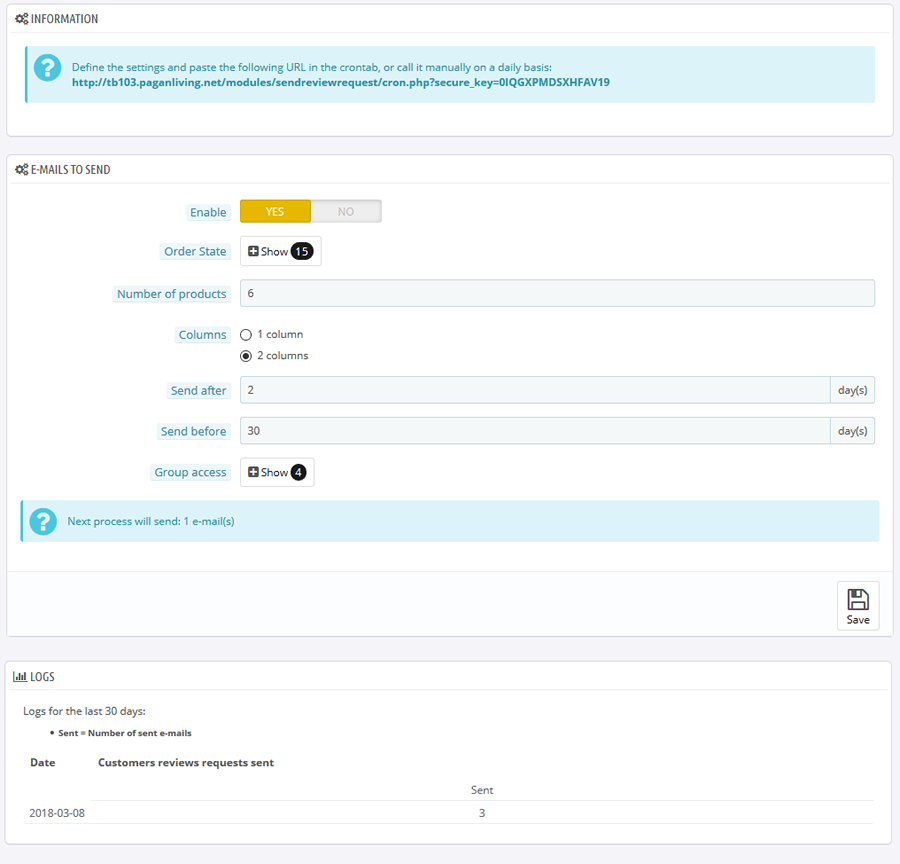 INFORMATION
Define the settings and paste the following URL in the crontab, or call it manually on a daily basis:
http://tb103.paganliving.net/modules/sendreviewrequest/cron.php?secure_key=0IQGXPMDSXHFAV19
E-MAILS TO SEND
Enable YES NO
Order State Show 15
Number of products 6
Columns 1 column
2 columns
Send after 2 day(s)
Send before 30 day(s)
Group access Show 4
Next process will send: 1 e-mail(s)
Save
LOGS
Logs for the last 30 days:
• Sent = Number of sent e-mails
Date Customers reviews requests sent
Sent
2018-03-08 3